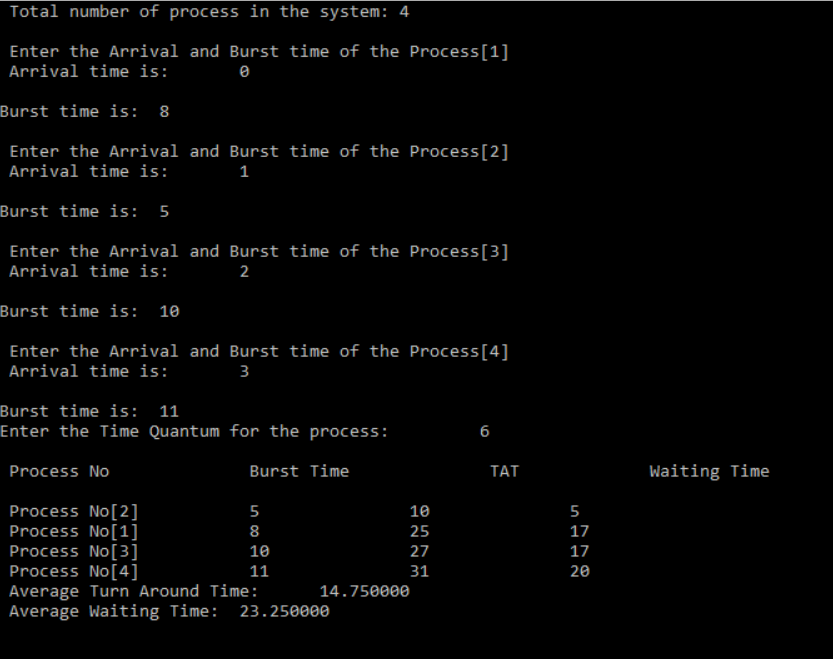 Total number of process in the system: 4
Enter the Arrival and Burst time of the Process[1]
Arrival time is: 0
Burst time is: 8
Enter the Arrival and Burst time of the Process[2]
Arrival time is: 1
Burst time is: 5
Enter the Arrival and Burst time of the Process[3]
Arrival time is: 2
Burst time is: 10
Enter the Arrival and Burst time of the Process[4]
Arrival time is: 3
Burst time is: 11
Enter the Time Quantum for the process: 6
Process No Burst Time TAT Waiting Time
Process No[2] 5 10 5
Process No[1] 8 25 17
Process No[3] 10 27 17
Process No[4] 11 31 20
Average Turn Around Time: 14.750000
Average Waiting Time: 23.250000